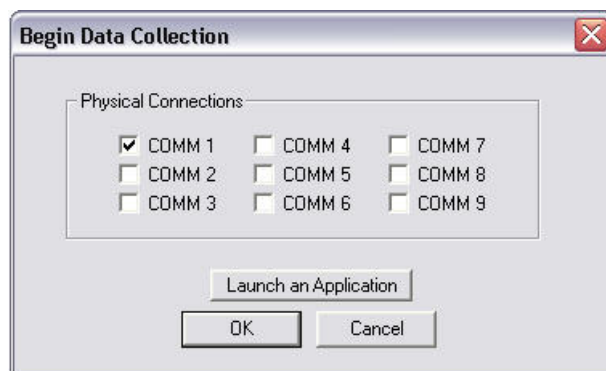 Begin Data Collection
Physical Connections
COMM 1 COMM 4 COMM 7
COMM 2 COMM 5 COMM 8
COMM 3 COMM 6 COMM 9
Launch an Application
OK Cancel